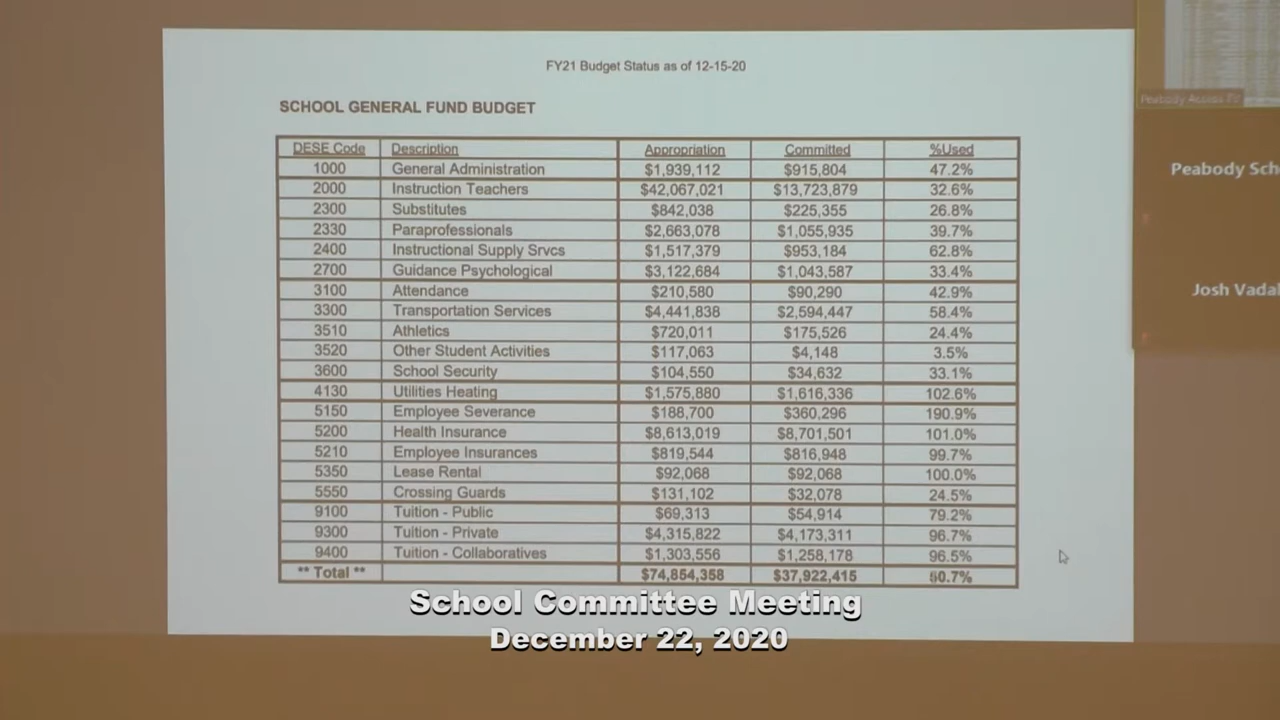 FY21 Budget Status as of 12-15-20
SCHOOL GENERAL FUND BUDGET
DESE Code Description Appropriation Committed %Used
1000 General Administration $1,939,112 $915,804 47.2%
2000 Instruction Teachers $42,067,021 $13,723,879 32.6%
2300 Substitutes $842,038 $225,355 26.8%
2330 Paraprofessionals $2,663,078 $1,055,935 39.7%
2400 Instructional Supply Srvcs $1,517,379 $953,184 62.8%
2700 Guidance Psychological $3,122,684 $1,043,587 33.4%
3100 Attendance $210,580 $90,290 42.9%
3300 Transportation Services $4,441,838 $2,594,447 58.4%
3510 Athletics $720,011 $175,526 24.4%
3520 Other Student Activities $117,063 $4,148 3.5%
3600 School Security $104,550 $34,632 33.1%
4130 Utilities Heating $1,575,880 $1,616,336 102.6%
5150 Employee Severance $188,700 $360,296 190.9%
5200 Health Insurance $8,613,019 $8,701,501 101.0%
5210 Employee Insurances $819,544 $816,948 99.7%
5350 Lease Rental $92,068 $92,068 100.0%
5550 Crossing Guards $131,102 $32,078 24.5%
9100 Tuition - Public $69,313 $54,914 79.2%
9300 Tuition - Private $4,315,822 $4,173,311 96.7%
9400 Tuition - Collaboratives $1,303,556 $1,258,178 96.5%
** Total ** $74,854,358 $37,922,415 50.7%
School Committee Meeting
December 22, 2020
Peabody Access TV
Peabody Sch
Josh Vadal